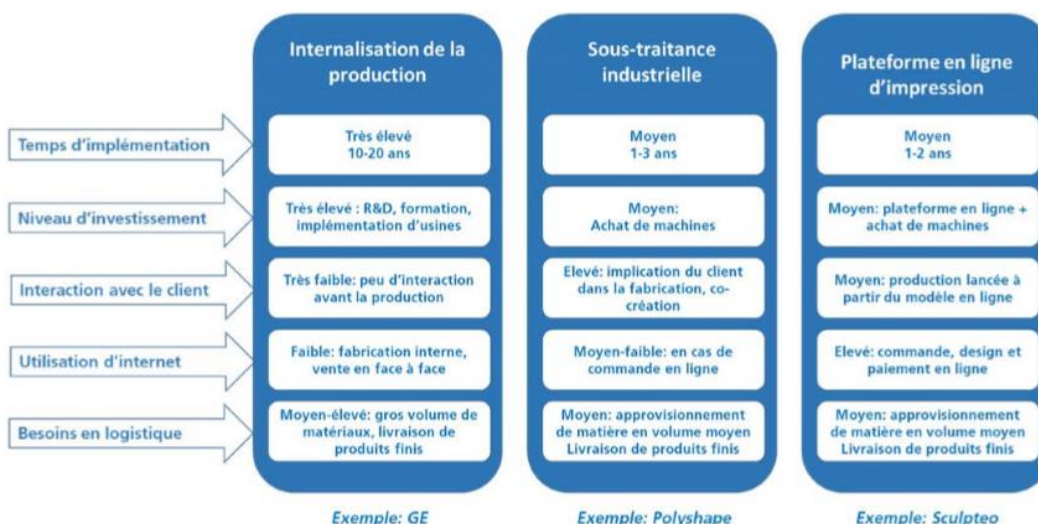 Internalisation de la
production
Sous-traitance
industrielle
Plateforme en ligne
d'impression
Temps d'implémentation
Très élevé
10-20 ans
Moyen
1-3 ans
Moyen
1-2 ans
Niveau d'investissement
Très élevé : R&D, formation,
implémentation d'usines
Moyen:
Achat de machines
Moyen: plateforme en ligne +
achat de machines
Interaction avec le client
Très faible: peu d'interaction
avant la production
Elevé: implication du client
dans la fabrication, co-
création
Moyen: production lancée à
partir du modèle en ligne
Utilisation d'internet
Faible: fabrication interne,
vente en face à face
Moyen-faible: en cas de
commande en ligne
Elevé: commande, design et
paiement en ligne
Besoins en logistique
Moyen-élevé: gros volume de
matériaux, livraison de
produits finis
Moyen: approvisionnement
de matière en volume moyen
Livraison de produits finis
Moyen: approvisionnement
de matière en volume moyen
Livraison de produits finis
Exemple: GE
Exemple: Polyshape
Exemple: Sculpteo